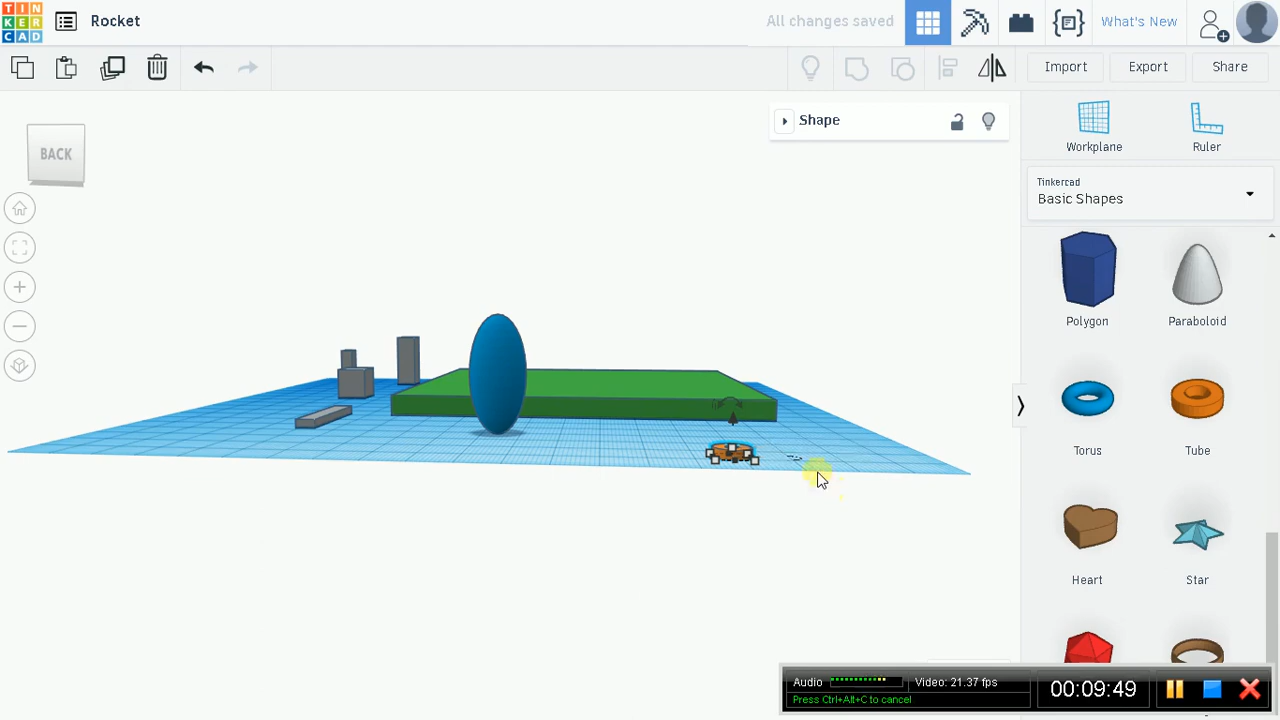 TIN
KER
CAD
Rocket
All changes saved
What's New
Import
Export
Share
Shape
BACK
Workplane
Ruler
Tinkercad
Basic Shapes
Polygon
Paraboloid
Torus
Tube
Heart
Star
Audio
Video: 21.37 fps
Press Ctrl+Alt+C to cancel
00:09:49